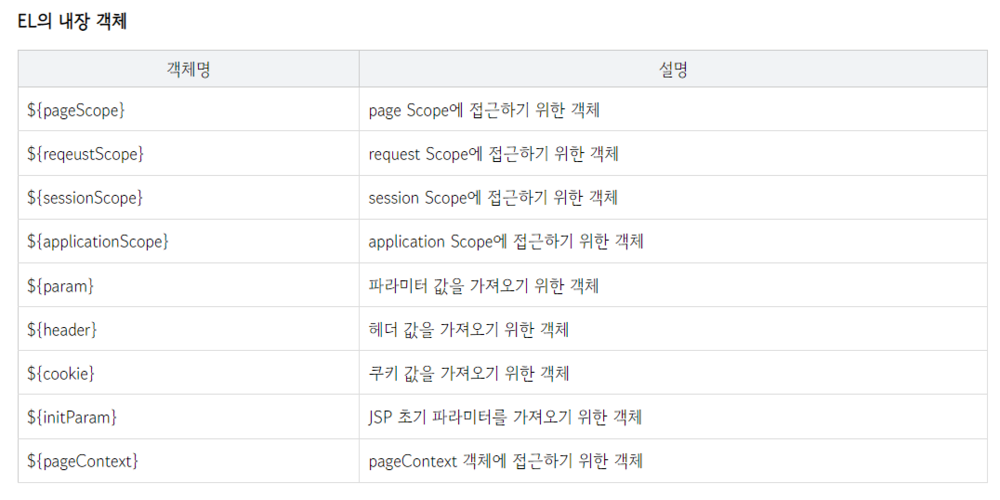 EL의 내장 객체
객체명 설명
${pageScope} page Scope에 접근하기 위한 객체
${reqeustScope} request Scope에 접근하기 위한 객체
${sessionScope} session Scope에 접근하기 위한 객체
${applicationScope} application Scope에 접근하기 위한 객체
${param} 파라미터 값을 가져오기 위한 객체
${header} 헤더 값을 가져오기 위한 객체
${cookie} 쿠키 값을 가져오기 위한 객체
${initParam} JSP 초기 파라미터를 가져오기 위한 객체
${pageContext} pageContext 객체에 접근하기 위한 객체